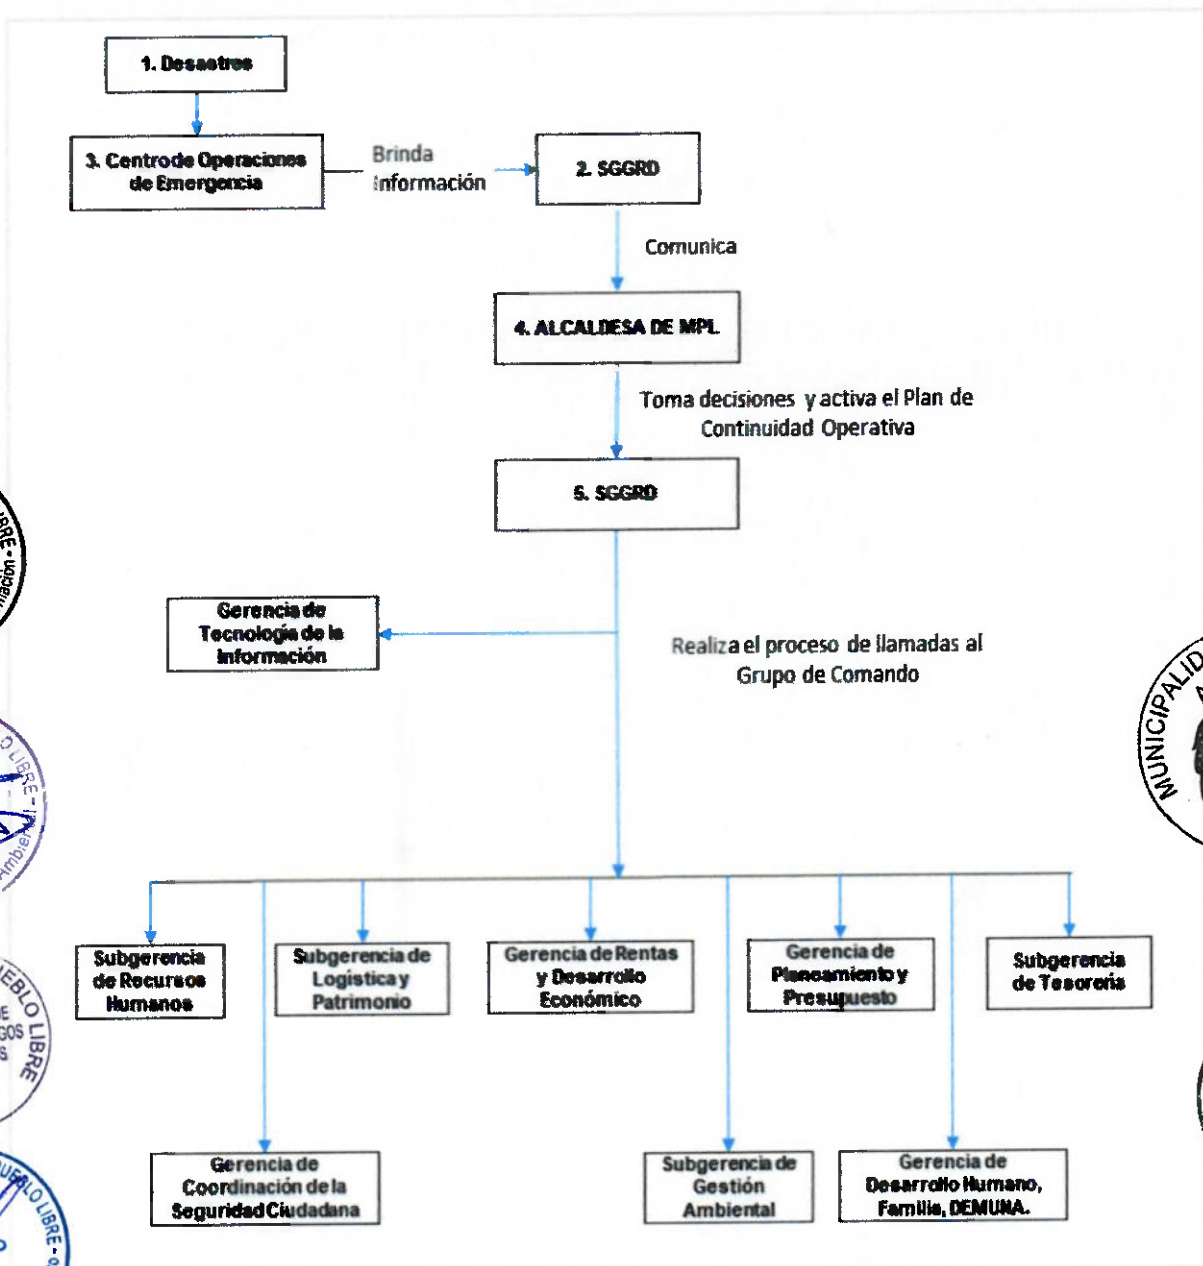 1. Desastres
3. Centro de Operaciones
de Emergencia
Brinda
Información
2. SGGRD
Comunica
4. ALCALDESA DE MPL
Toma decisiones y activa el Plan de
Continuidad Operativa
5. SGGRD
Gerencia de
Tecnología de la
Información
Realiza el proceso de llamadas al
Grupo de Comando
Subgerencia
de Recursos
Humanos
Subgerencia de
Logística y
Patrimonio
Gerencia de Rentas
y Desarrollo
Económico
Gerencia de
Planeamiento y
Presupuesto
Subgerencia
de Tesorería
Gerencia de
Coordinación de la
Seguridad Ciudadana
Subgerencia de
Gestión
Ambiental
Gerencia de
Desarrollo Humano,
Familia, DEMUNA.
LIBRE
MUNICIPALID